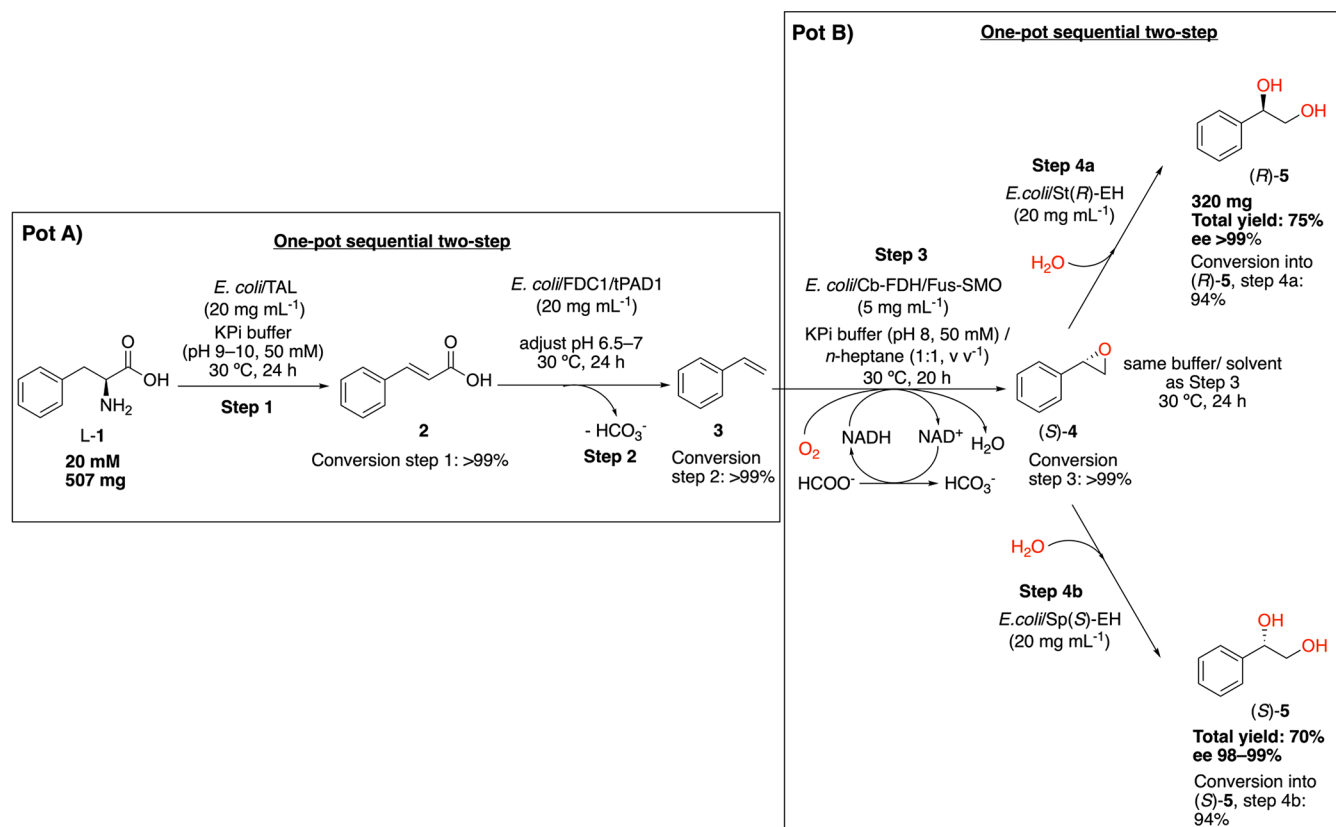 Pot A)
One-pot sequential two-step
E. coli/TAL
(20 mg mL-1)
KPi buffer
(pH 9–10, 50 mM)
30 ºC, 24 h
Step 1
O
OH
NH2
L-1
20 mM
507 mg
O
OH
2
Conversion step 1: >99%
E. coli/FDC1/tPAD1
(20 mg mL-1)
adjust pH 6.5–7
30 ºC, 24 h
- HCO3-
Step 2
3
Conversion
step 2: >99%
Pot B)
One-pot sequential two-step
Step 3
E. coli/Cb-FDH/Fus-SMO
(5 mg mL-1)
KPi buffer (pH 8, 50 mM) /
n-heptane (1:1, v v-1)
30 ºC, 20 h
O2
NADH
NAD+
H2O
HCOO-
HCO3-
O
(S)-4
Conversion
step 3: >99%
same buffer/ solvent
as Step 3
30 ºC, 24 h
Step 4a
E.coli/St(R)-EH
(20 mg mL-1)
H2O
OH
OH
(R)-5
320 mg
Total yield: 75%
ee >99%
Conversion into
(R)-5, step 4a:
94%
H2O
Step 4b
E.coli/Sp(S)-EH
(20 mg mL-1)
OH
OH
(S)-5
Total yield: 70%
ee 98–99%
Conversion into
(S)-5, step 4b:
94%